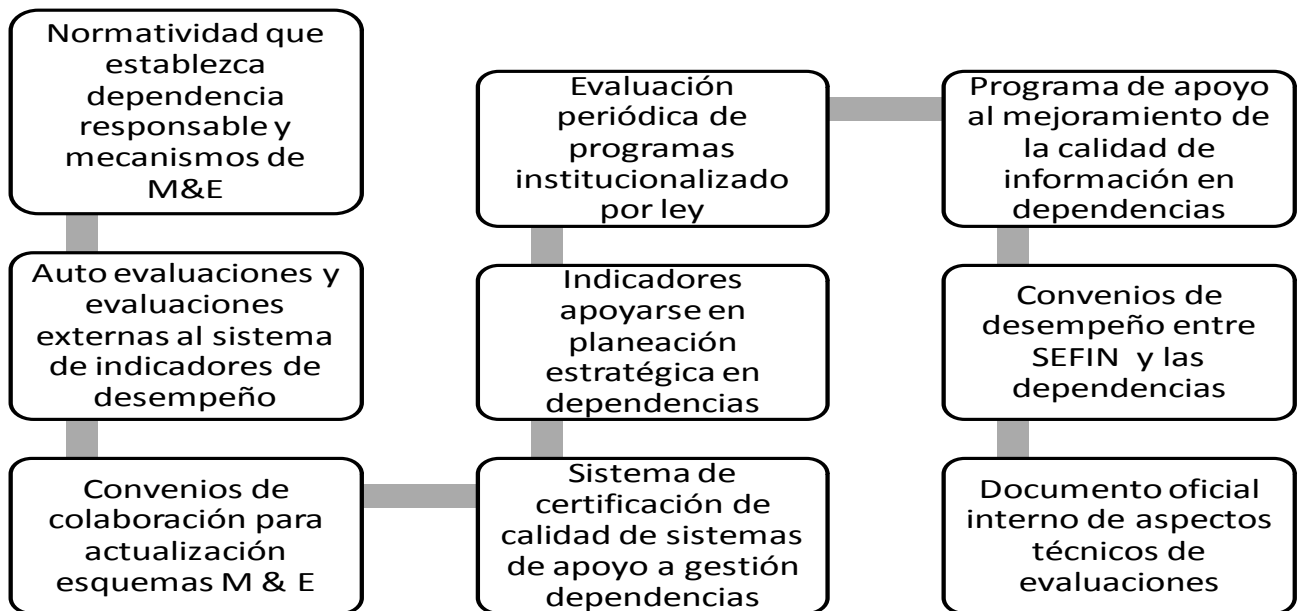 Normatividad que
establezca
dependencia
responsable y
mecanismos de
M&E
Auto evaluaciones y
evaluaciones
externas al sistema
de indicadores de
desempeño
Convenios de
colaboración para
actualización
esquemas M & E
Sistema de
certificación de
calidad de sistemas
de apoyo a gestión
dependencias
Indicadores
apoyarse en
planeación
estratégica en
dependencias
Evaluación
periódica de
programas
institucionalizado
por ley
Programa de apoyo
al mejoramiento de
la calidad de
información en
dependencias
Convenios de
desempeño entre
SEFIN y las
dependencias
Documento oficial
interno de aspectos
técnicos de
evaluaciones